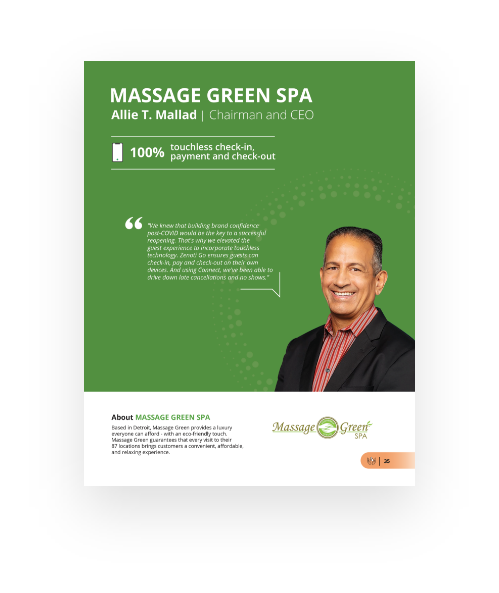 MASSAGE GREEN SPA
Allie T. Mallad | Chairman and CEO
100% touchless check-in,
payment and check-out
"We knew that building brand confidence
post-COVID would be the key to a successful
reopening. That's why we elevated the
guest experience to incorporate touchless
technology. Zenoti Go ensures guests can
check-in, pay and check-out on their own
devices. And using Connect, we've been able to
drive down late cancellations and no shows."
About MASSAGE GREEN SPA
Based in Detroit, Massage Green provides a luxury
everyone can afford - with an eco-friendly touch.
Massage Green guarantees that every visit to their
87 locations brings customers a convenient, affordable,
and relaxing experience.
Massage Green
SPA
| 35